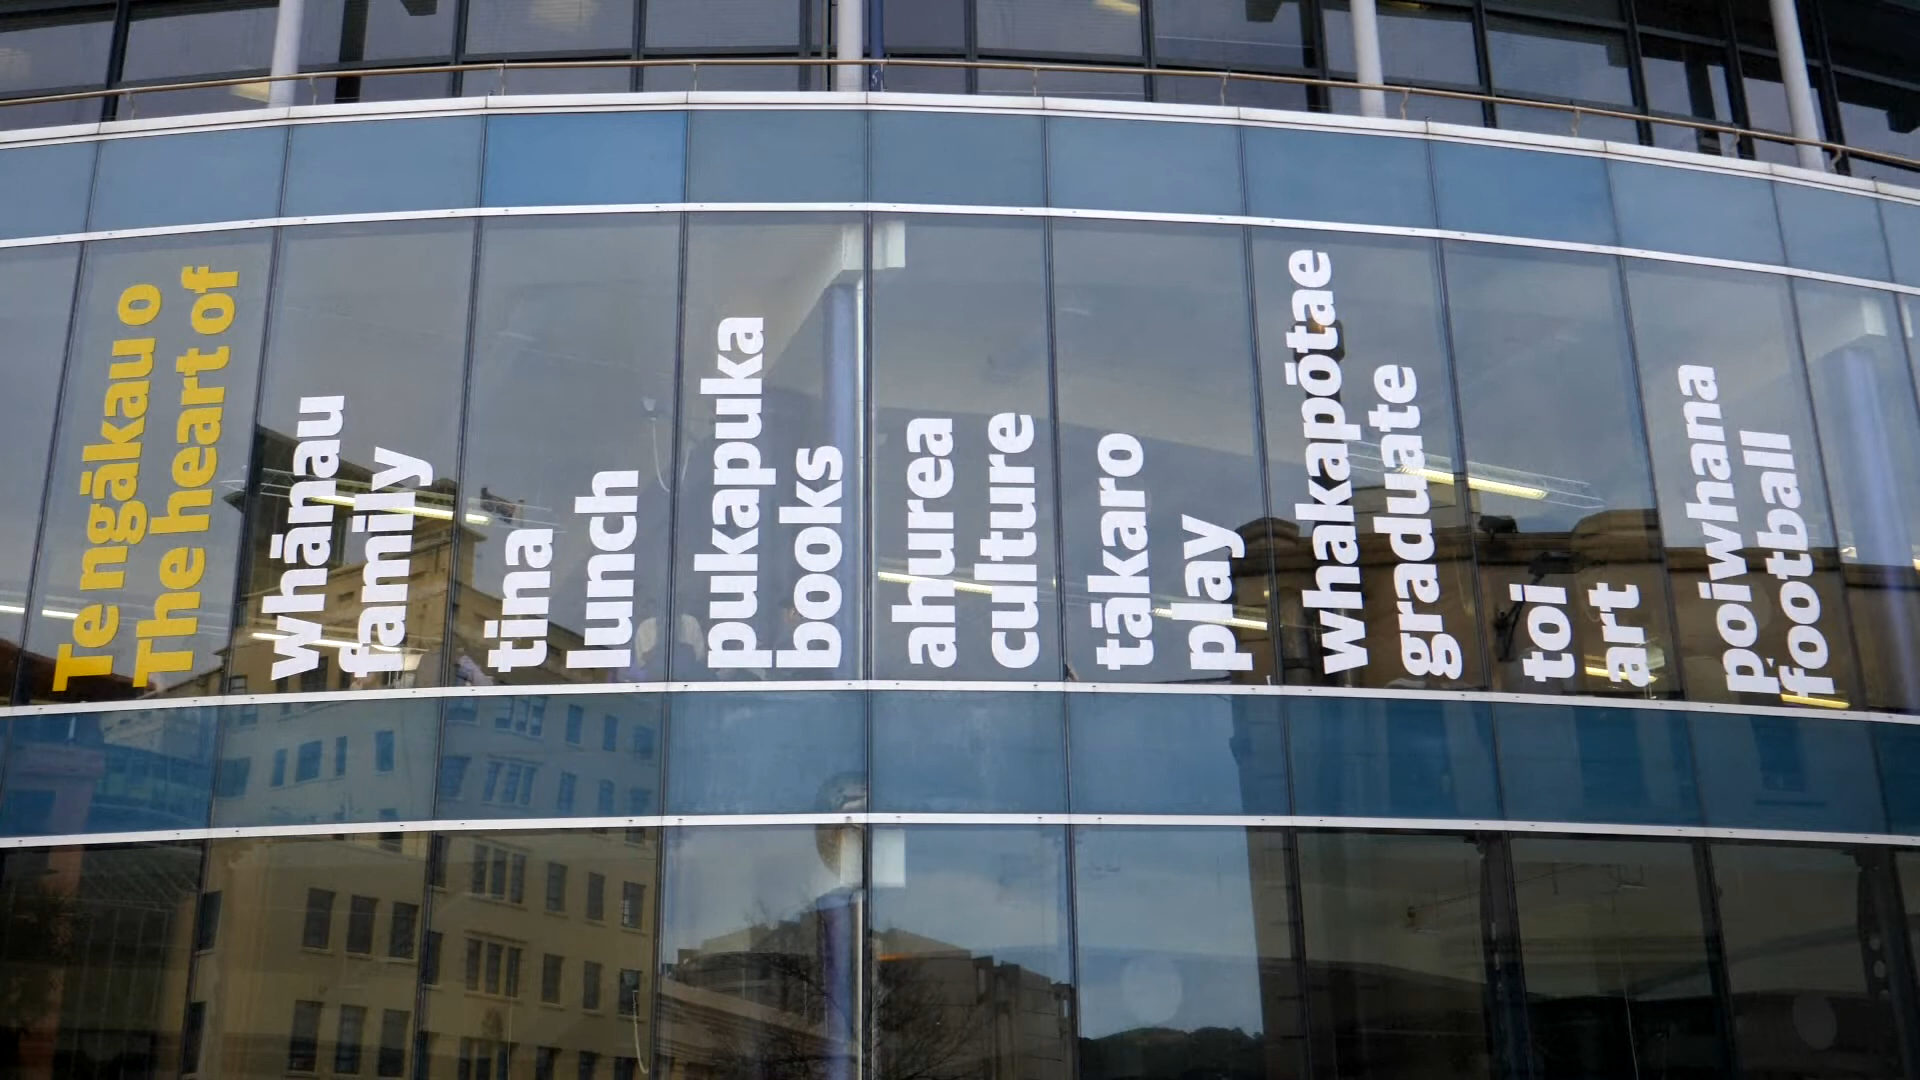 Te ngākau o
The heart of
whānau
family
tina
lunch
pukapuka
books
ahurea
culture
tākaro
play
whakapōtae
graduate
toi
art
poiwhana
football